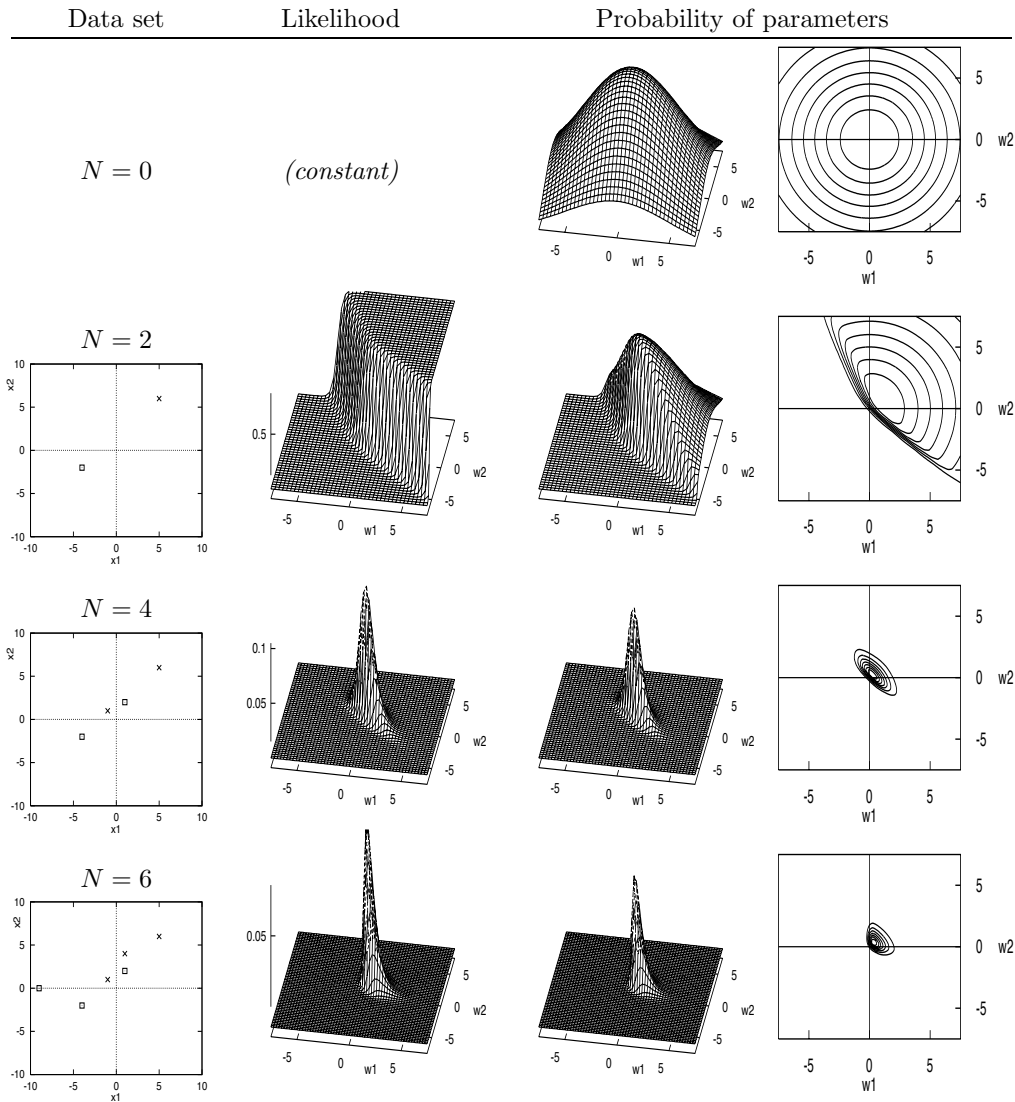 Data set Likelihood Probability of parameters
N = 0 (constant)
-5 0 w1 5
-5 0 5 w2
5
0 w2
-5
-5 0 5
w1
N = 2
x2
10
5
0
-5
-10
-10 -5 0 5 10
x1
0.5
-5 0 w1 5
-5 0 5 w2
-5 0 w1 5
-5 0 5 w2
5
0 w2
-5
-5 0 5
w1
N = 4
x2
10
5
0
-5
-10
-10 -5 0 5 10
x1
0.1
0.05
-5 0 w1 5
-5 0 5 w2
-5 0 w1 5
-5 0 5 w2
5
0 w2
-5
-5 0 5
w1
N = 6
x2
10
5
0
-5
-10
-10 -5 0 5 10
x1
0.05
-5 0 w1 5
-5 0 5 w2
-5 0 w1 5
-5 0 5 w2
5
0 w2
-5
-5 0 5
w1